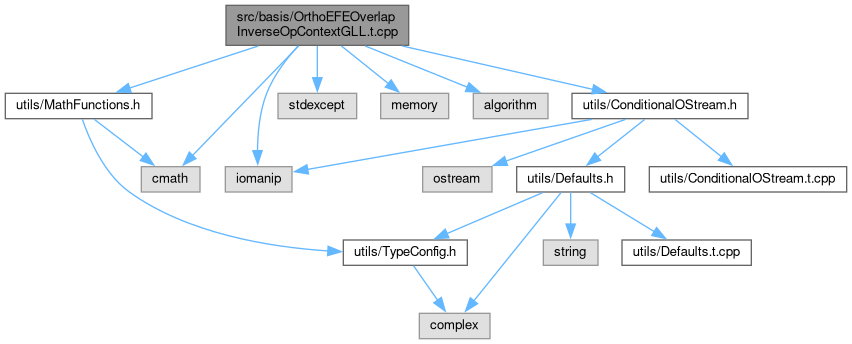 src/basis/OrthoEFEOverlap
InverseOpContextGLL.t.cpp
utils/MathFunctions.h
stdexcept
memory
algorithm
utils/ConditionalOStream.h
cmath
iomanip
ostream
utils/Defaults.h
utils/ConditionalOStream.t.cpp
utils/TypeConfig.h
string
utils/Defaults.t.cpp
complex